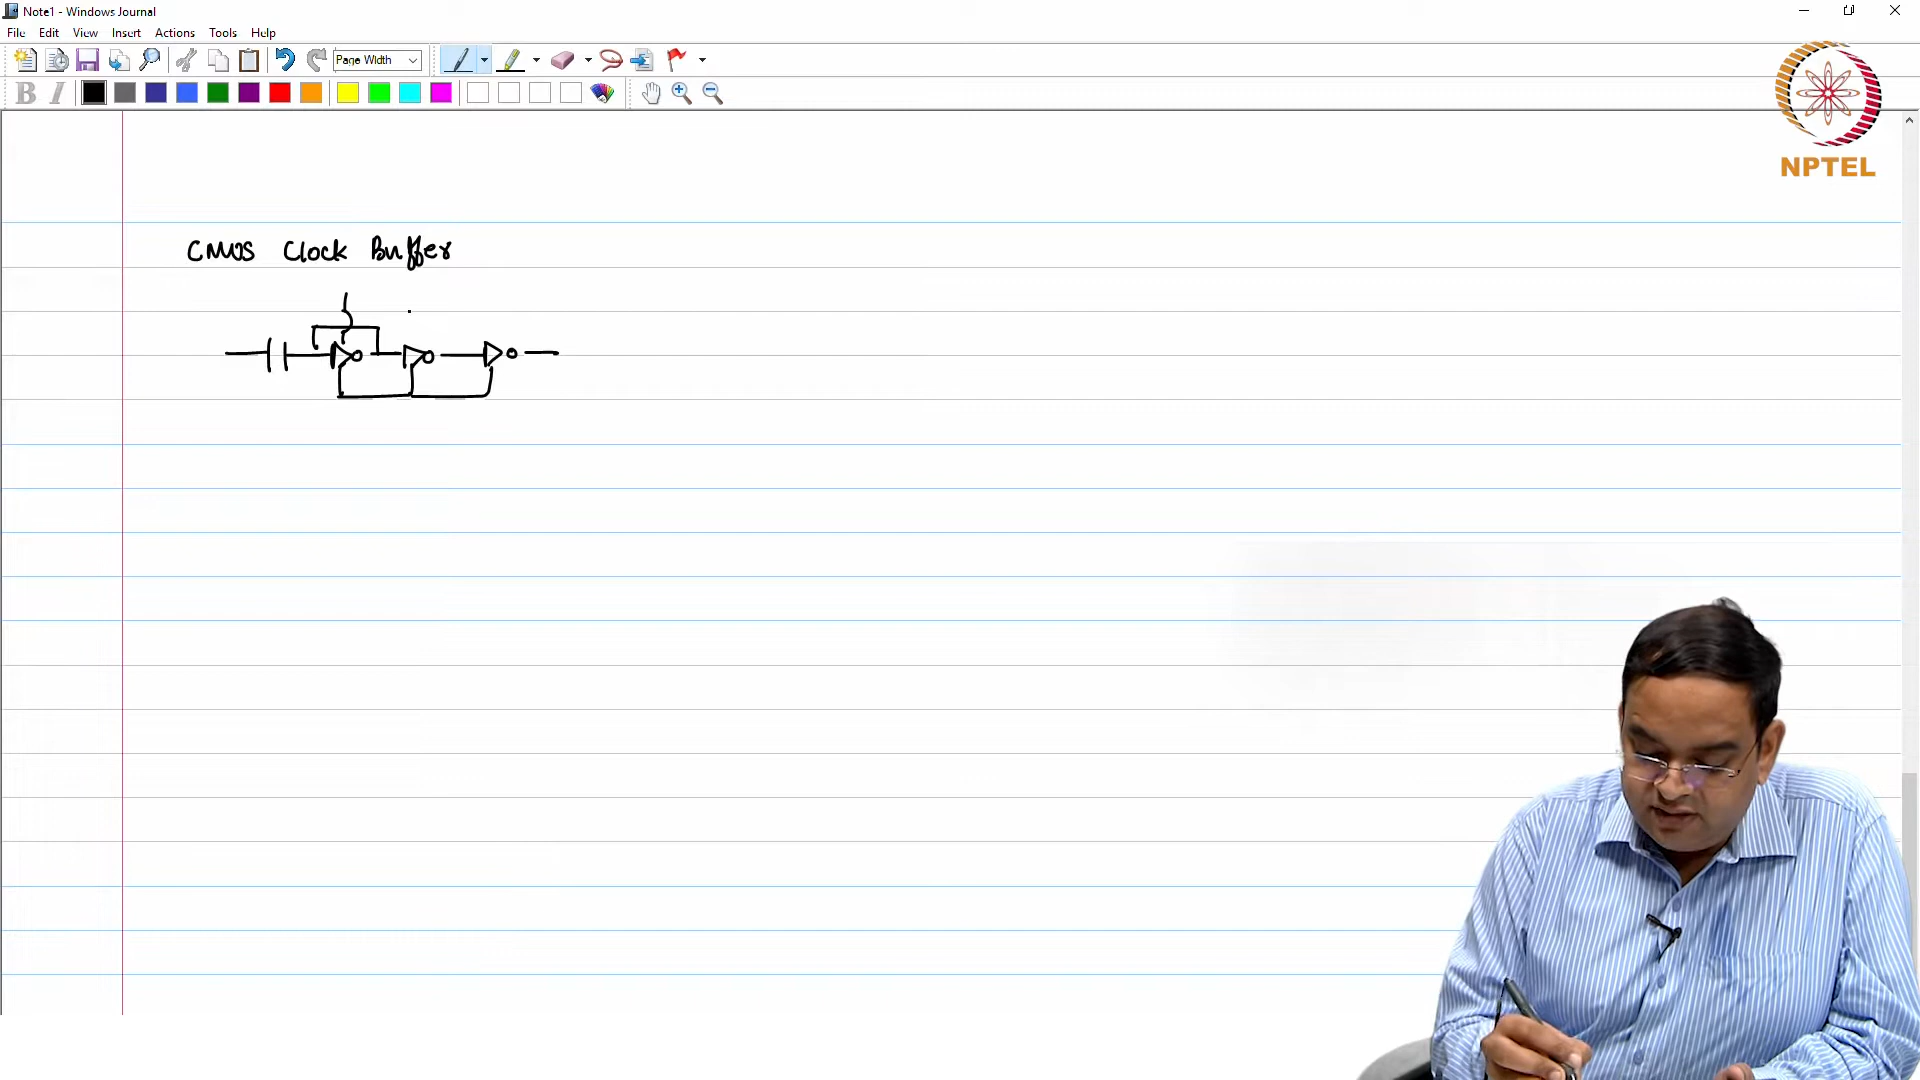 Note1 - Windows Journal
File Edit View Insert Actions Tools Help
Page Width
B I
NPTEL
CMOS Clock Buffer